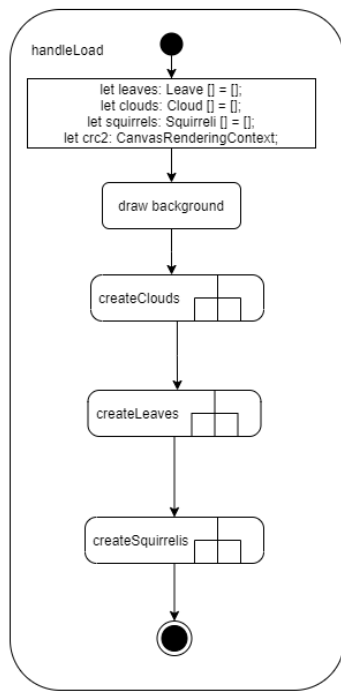 handleLoad
let leaves: Leave [] = [];
let clouds: Cloud [] = [];
let squirrels: Squirreli [] = [];
let crc2: CanvasRenderingContext;
draw background
createClouds
createLeaves
createSquirrelis